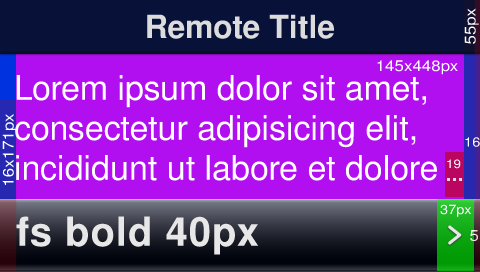 Remote Title
55px
145x448px
Lorem ipsum dolor sit amet,
consectetur adipisicing elit,
incididunt ut labore et dolore
16x171px
19
...
16
fs bold 40px
37px
5